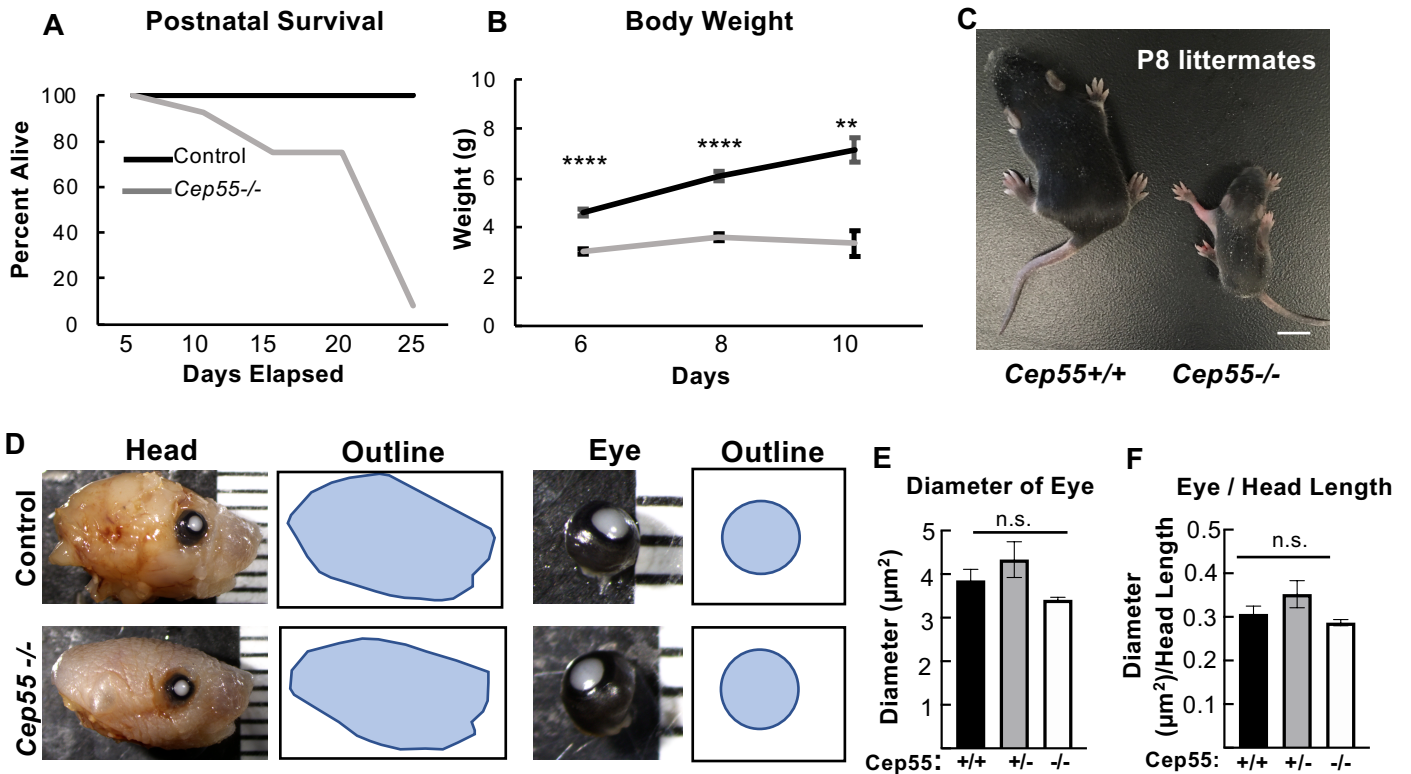 A
Postnatal Survival
Percent Alive
100
80
60
40
20
0
Control
Cep55-/-
5 10 15 20 25
Days Elapsed
B
Body Weight
Weight (g)
10
8
6
4
2
0
**** **** **
6 8 10
Days
C
P8 littermates
Cep55+/+ Cep55-/-
D
Head Outline Eye Outline
Control
Cep55 -/-
E
Diameter of Eye
n.s.
Diameter (µm²)
5
4
3
2
1
Cep55: +/+ +/- -/-
F
Eye / Head Length
n.s.
Diameter
(µm²)/Head Length
0.5
0.4
0.3
0.2
0.1
Cep55: +/+ +/- -/-